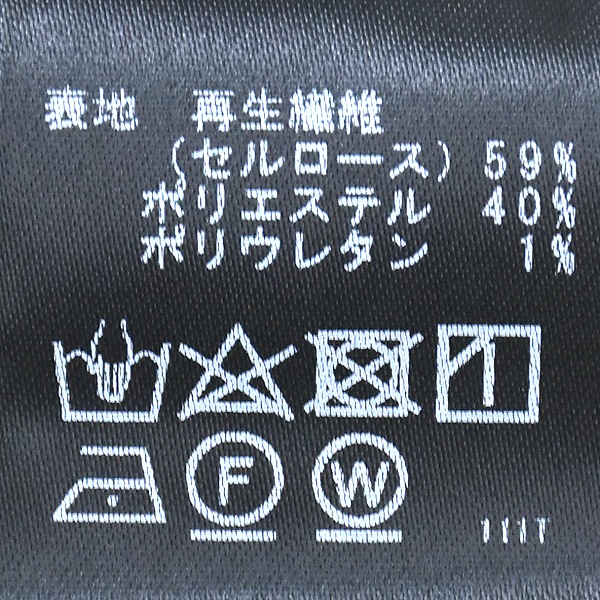 表地 再生繊維
(セルロース) 59%
ポリエステル 40%
ポリウレタン 1%
F W